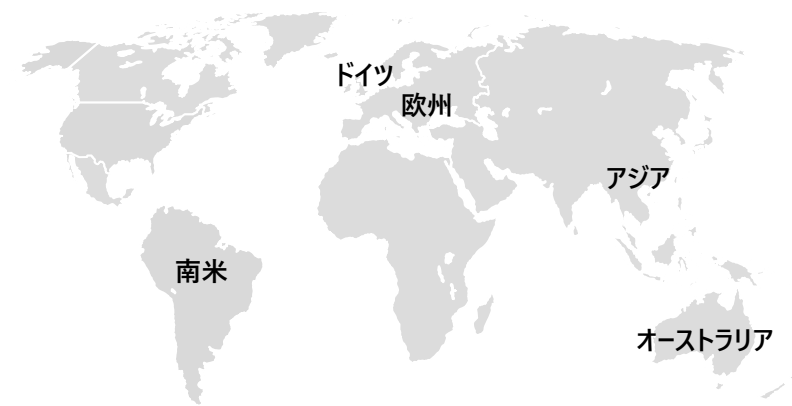 ドイツ
欧州
アジア
南米
オーストラリア